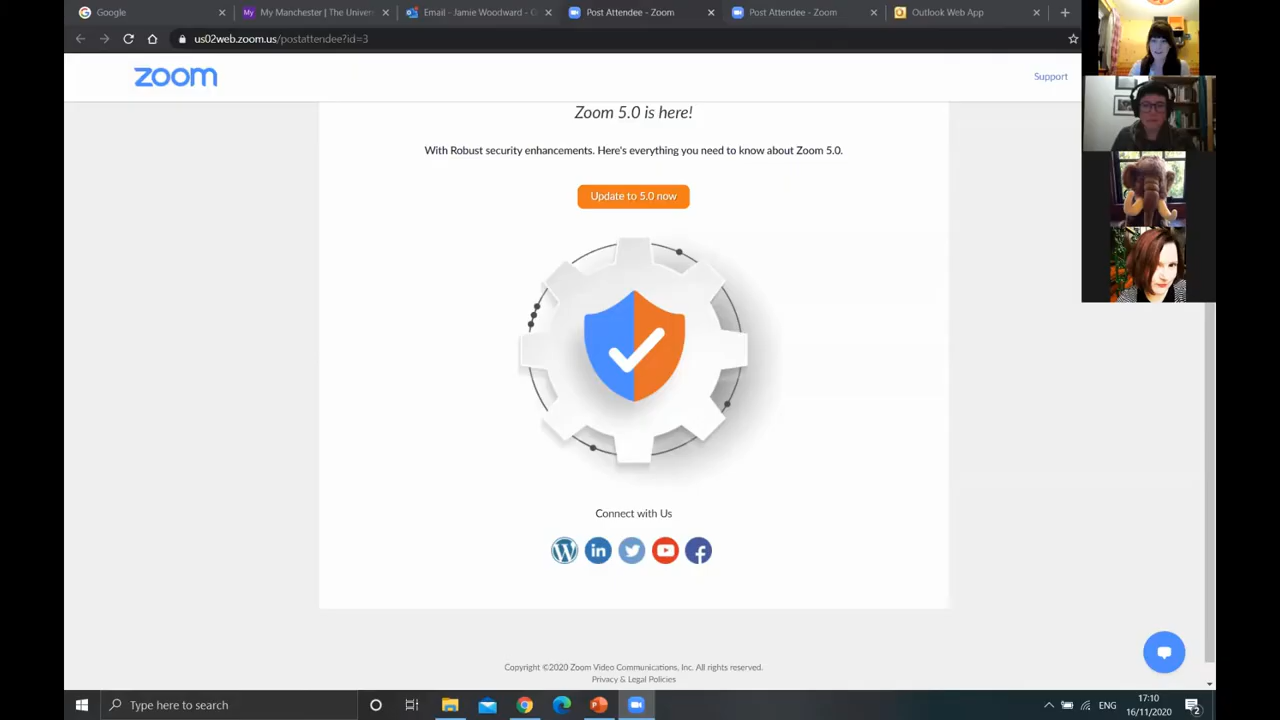 Google
My My Manchester | The Univer
Email - Jamie Woodward - O
Post Attendee - Zoom
Post Attendee - Zoom
Outlook Web App
us02web.zoom.us/postattendee?id=3
zoom
Support
Zoom 5.0 is here!
With Robust security enhancements. Here's everything you need to know about Zoom 5.0.
Update to 5.0 now
Connect with Us
W in f
Copyright ©2020 Zoom Video Communications, Inc. All rights reserved.
Privacy & Legal Policies
Type here to search
ENG
17:10
16/11/2020
2